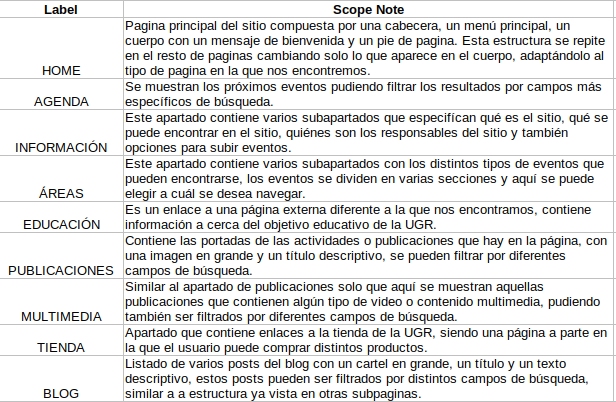 Label Scope Note
Pagina principal del sitio compuesta por una cabecera, un menú principal, un
cuerpo con un mensaje de bienvenida y un pie de pagina. Esta estructura se repite
en el resto de paginas cambiando solo lo que aparece en el cuerpo, adaptándolo al
HOME tipo de pagina en la que nos encontremos.
Se muestran los próximos eventos pudiendo filtrar los resultados por campos más
AGENDA específicos de búsqueda.
Este apartado contiene varios subapartados que especifícan qué es el sitio, qué se
puede encontrar en el sitio, quiénes son los responsables del sitio y también
INFORMACIÓN opciones para subir eventos.
Este apartado contiene varios subapartados con los distintos tipos de eventos que
pueden encontrarse, los eventos se dividen en varias secciones y aquí se puede
ÁREAS elegir a cuál se desea navegar.
Es un enlace a una página externa diferente a la que nos encontramos, contiene
EDUCACIÓN información a cerca del objetivo educativo de la UGR.
Contiene las portadas de las actividades o publicaciones que hay en la página, con
una imagen en grande y un título descriptivo, se pueden filtrar por diferentes
PUBLICACIONES campos de búsqueda.
Similar al apartado de publicaciones solo que aquí se muestran aquellas
publicaciones que contienen algún tipo de video o contenido multimedia, pudiendo
MULTIMEDIA también ser filtrados por diferentes campos de búsqueda.
Apartado que contiene enlaces a la tienda de la UGR, siendo una página a parte en
TIENDA la que el usuario puede comprar distintos productos.
Listado de varios posts del blog con un cartel en grande, un título y un texto
descriptivo, estos posts pueden ser filtrados por distintos campos de búsqueda,
BLOG similar a a estructura ya vista en otras subpaginas.